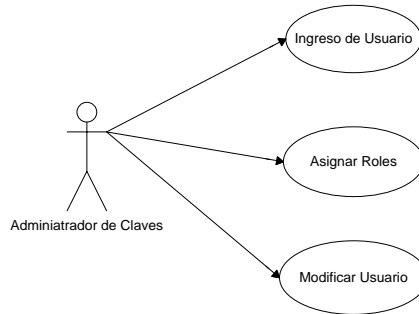 Ingreso de Usuario
Asignar Roles
Adminiatrador de Claves
Modificar Usuario